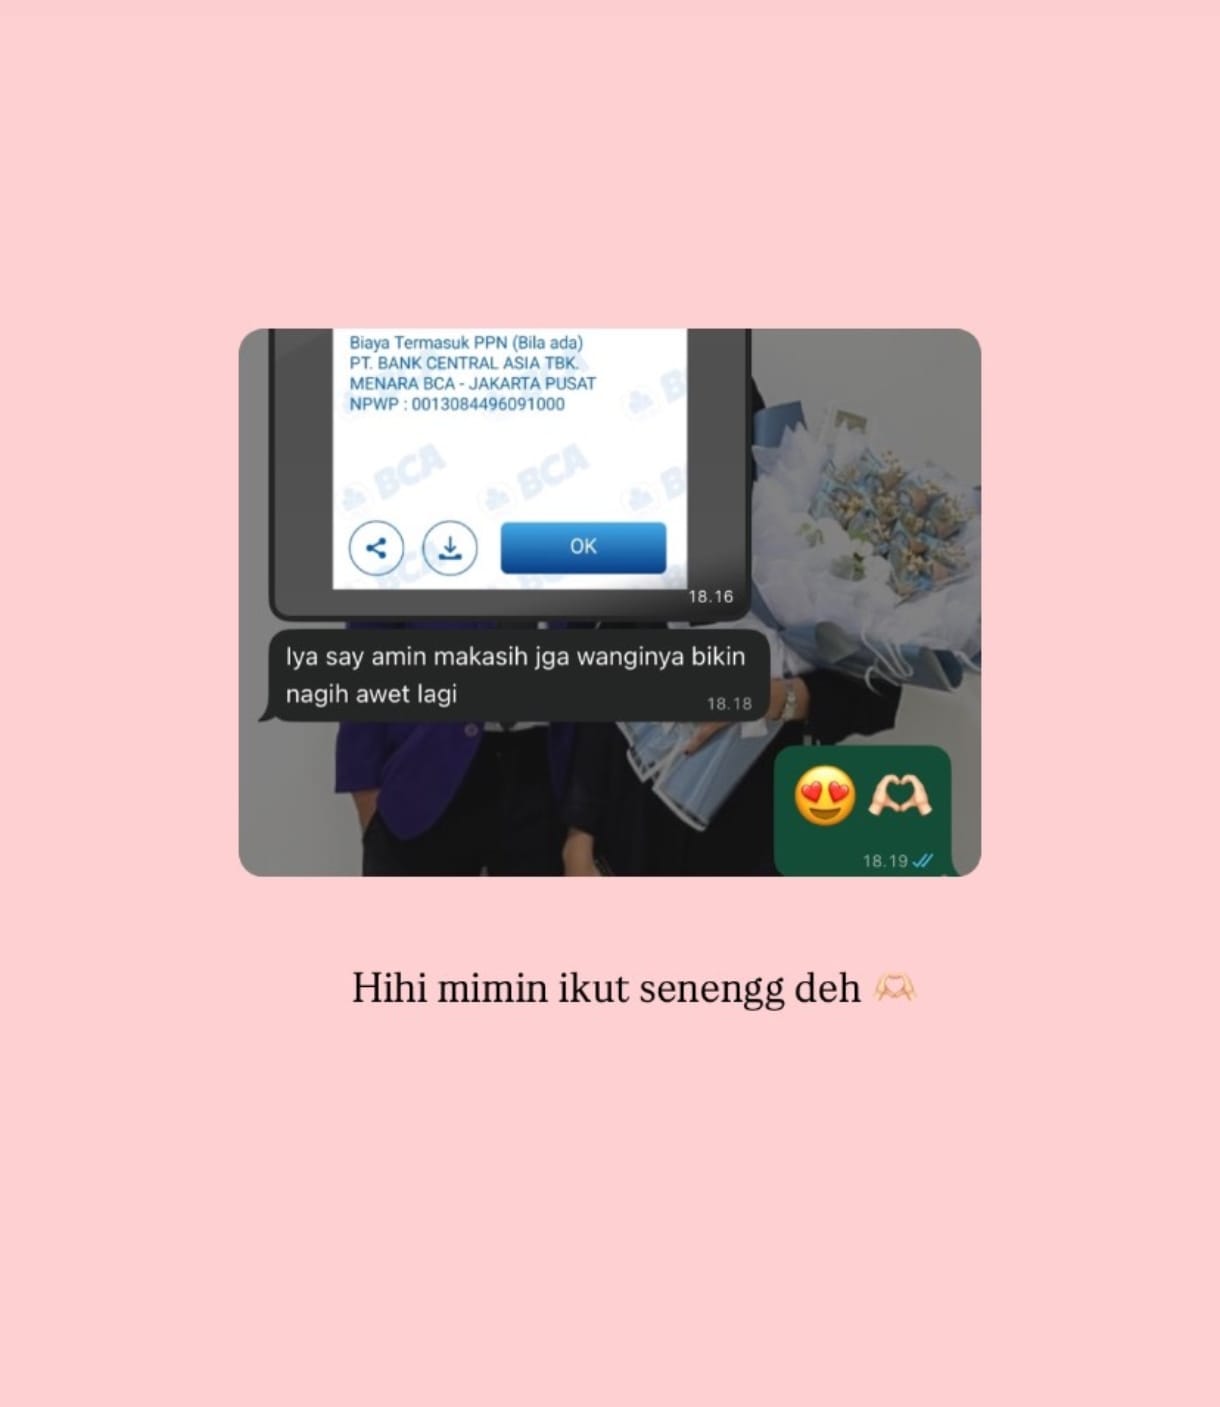 Biaya Termasuk PPN (Bila ada)
PT. BANK CENTRAL ASIA TBK.
MENARA BCA - JAKARTA PUSAT
NPWP : 0013084496091000
BCA BCA B
BCA
OK
18.16
Iya say amin makasih jga wanginya bikin
nagih awet lagi
18.18
😍 🫶🏻
18.19
Hihi mimin ikut senengg deh 🫶🏻